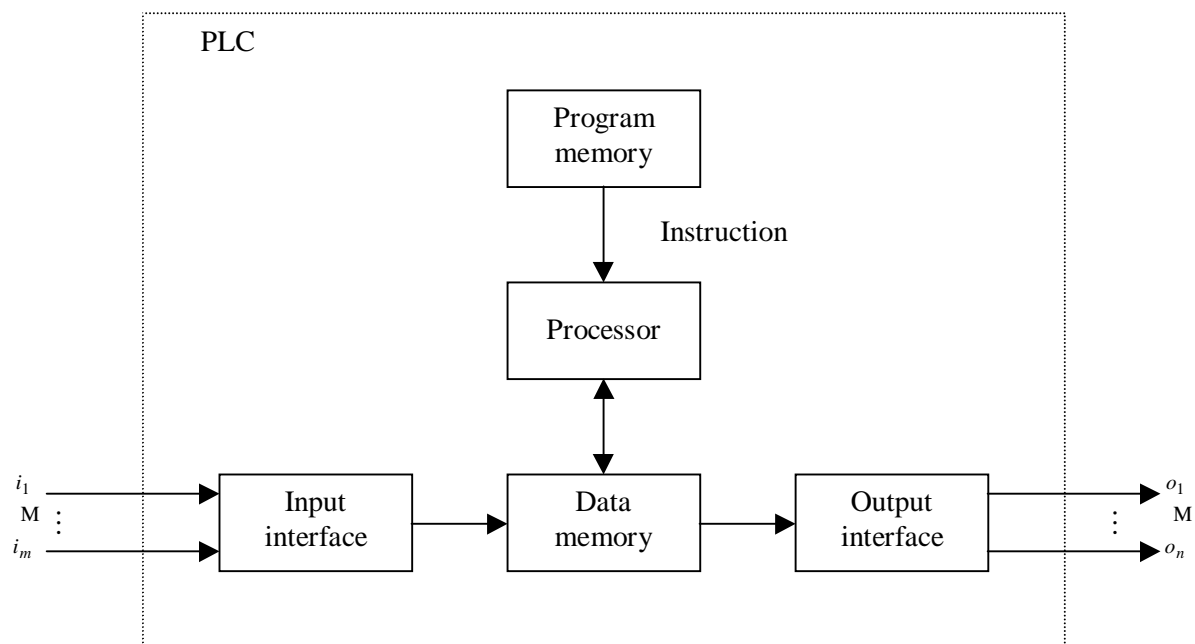 PLC
Program
memory
Instruction
Processor
i1
M ⋮
im
Input
interface
Data
memory
Output
interface
o1
⋮ M
on